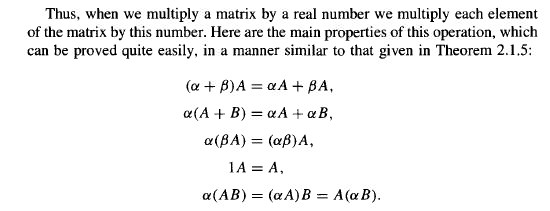 Thus, when we multiply a matrix by a real number we multiply each element
of the matrix by this number. Here are the main properties of this operation, which
can be proved quite easily, in a manner similar to that given in Theorem 2.1.5:
(α + β)A = αA + βA,
α(A + B) = αA + αB,
α(βA) = (αβ)A,
1A = A,
α(AB) = (αA)B = A(αB).